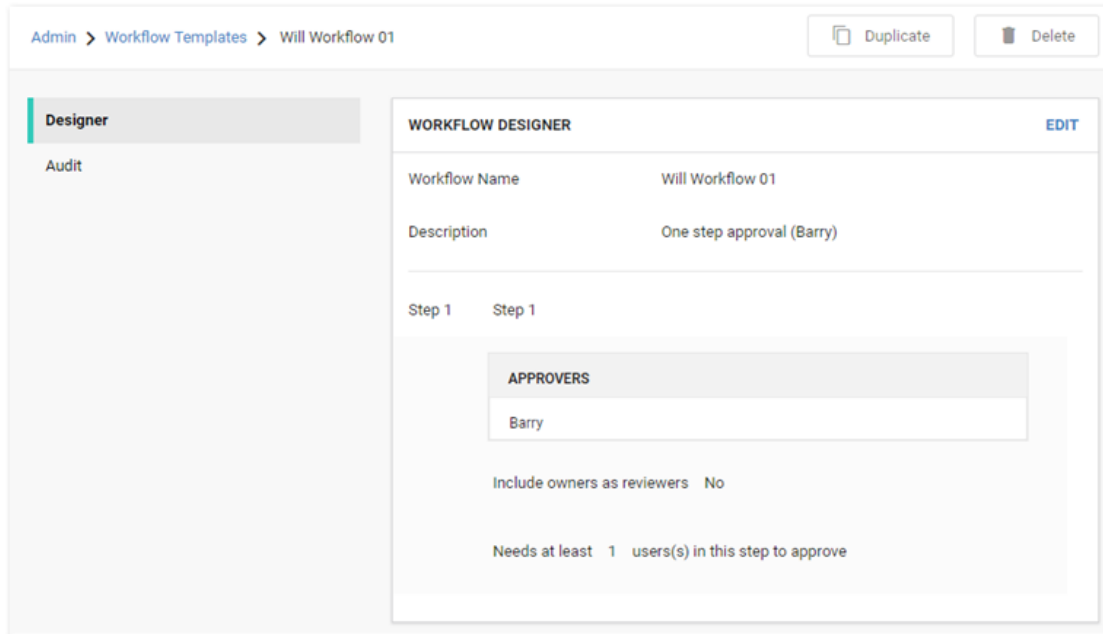 Admin > Workflow Templates > Will Workflow 01
Duplicate
Delete
Designer
Audit
WORKFLOW DESIGNER
EDIT
Workflow Name Will Workflow 01
Description One step approval (Barry)
Step 1 Step 1
APPROVERS
Barry
Include owners as reviewers No
Needs at least 1 users(s) in this step to approve